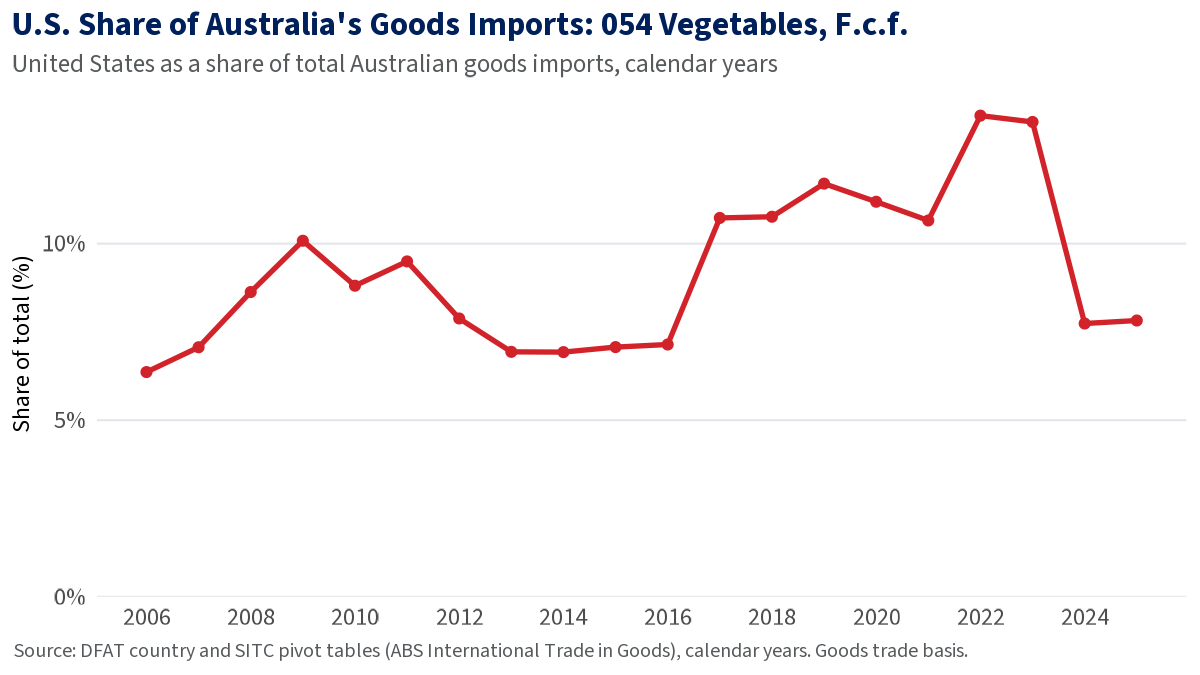 U.S. Share of Australia's Goods Imports: 054 Vegetables, F.c.f.
United States as a share of total Australian goods imports, calendar years
Share of total (%)
10%
5%
0%
2006 2008 2010 2012 2014 2016 2018 2020 2022 2024
Source: DFAT country and SITC pivot tables (ABS International Trade in Goods), calendar years. Goods trade basis.